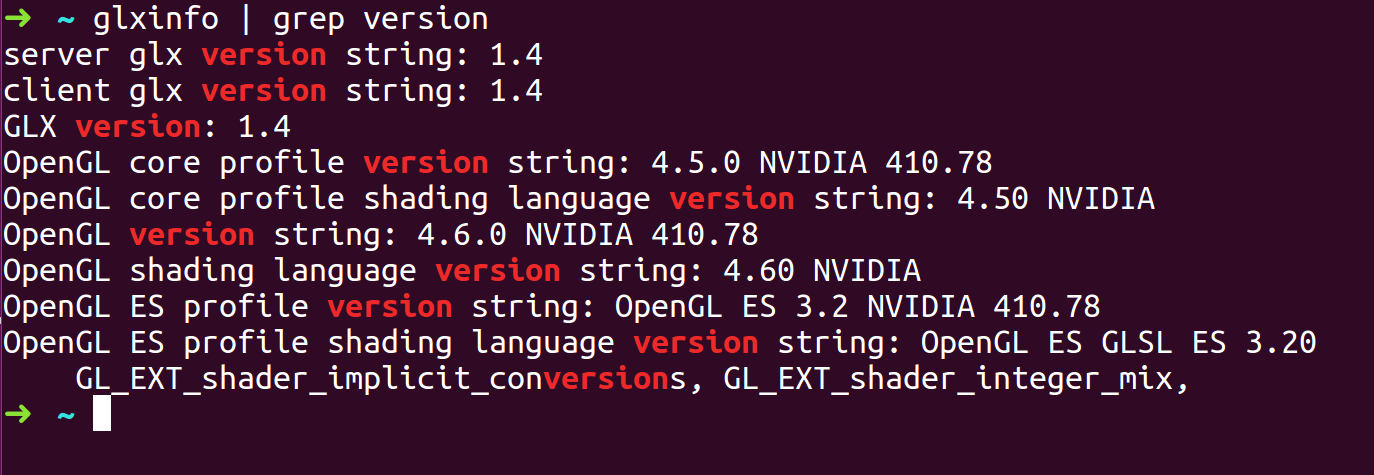 ➜ ~ glxinfo | grep version
server glx version string: 1.4
client glx version string: 1.4
GLX version: 1.4
OpenGL core profile version string: 4.5.0 NVIDIA 410.78
OpenGL core profile shading language version string: 4.50 NVIDIA
OpenGL version string: 4.6.0 NVIDIA 410.78
OpenGL shading language version string: 4.60 NVIDIA
OpenGL ES profile version string: OpenGL ES 3.2 NVIDIA 410.78
OpenGL ES profile shading language version string: OpenGL ES GLSL ES 3.20
    GL_EXT_shader_implicit_conversions, GL_EXT_shader_integer_mix,
➜ ~